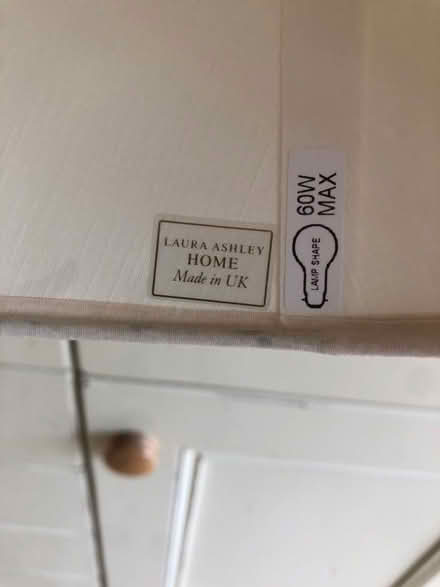 LAURA ASHLEY
HOME
Made in UK
60W
MAX
LAMP SHAPE